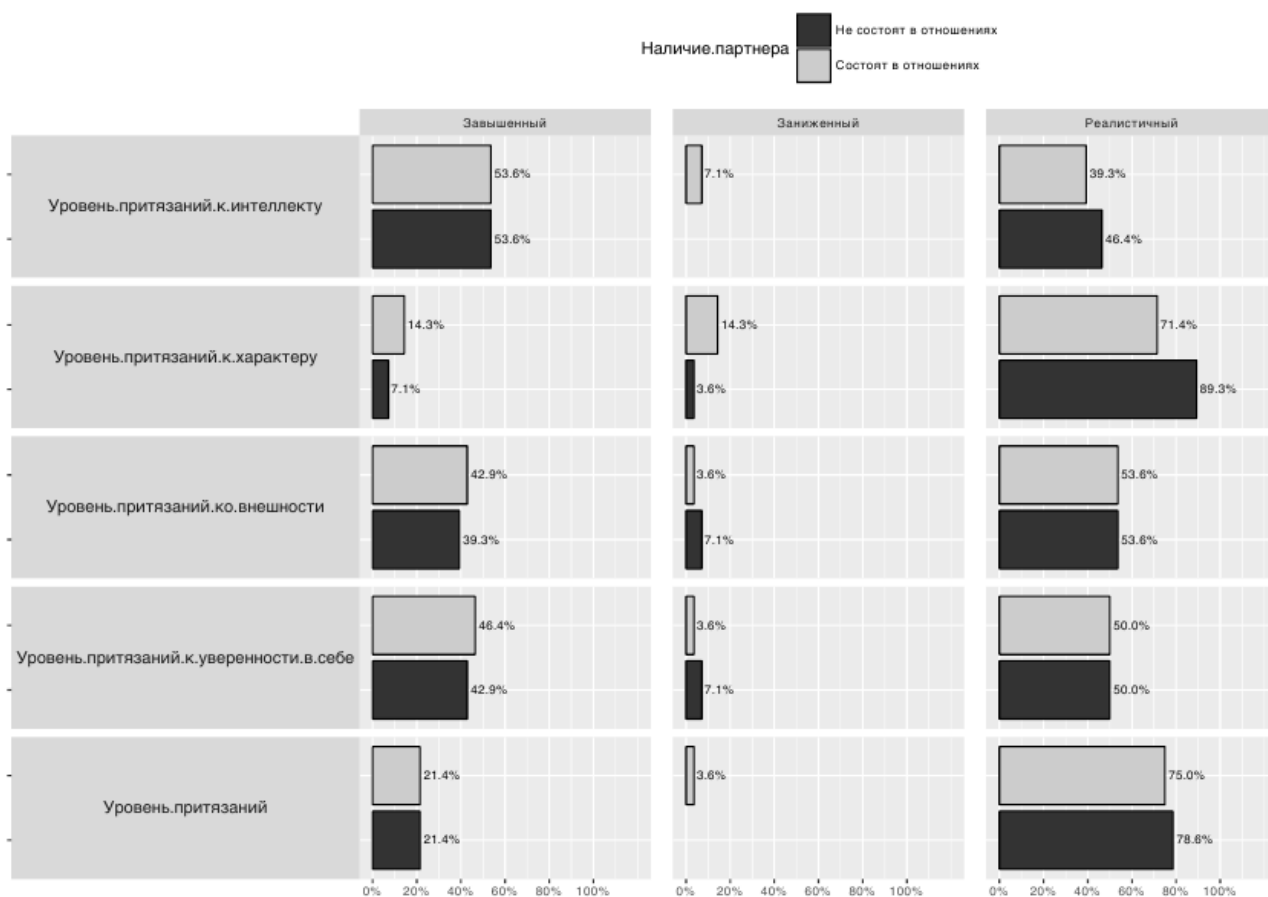 Наличие.партнера
Не состоят в отношениях
Состоят в отношениях
Завышенный Заниженный Реалистичный
Уровень.притязаний.к.интеллекту
53.6% 7.1% 39.3%
53.6% 46.4%
Уровень.притязаний.к.характеру
14.3% 14.3% 71.4%
7.1% 3.6% 89.3%
Уровень.притязаний.ко.внешности
42.9% 3.6% 53.6%
39.3% 7.1% 53.6%
Уровень.притязаний.к.уверенности.в.себе
46.4% 3.6% 50.0%
42.9% 7.1% 50.0%
Уровень.притязаний
21.4% 3.6% 75.0%
21.4% 78.6%
0% 20% 40% 60% 80% 100% 0% 20% 40% 60% 80% 100% 0% 20% 40% 60% 80% 100%